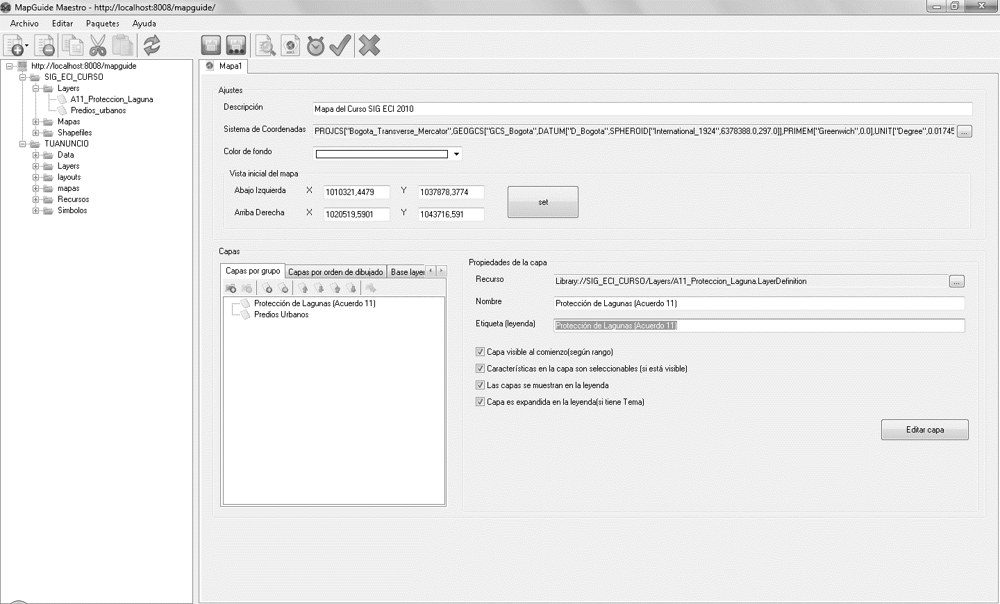 MapGuide Maestro - http://localhost:8008/mapguide/
Archivo Editar Paquetes Ayuda
http://localhost:8008/mapguide
SIG_ECI_CURSO
Layers
A11_Proteccion_Laguna
Predios_urbanos
Mapas
Shapefiles
TUANUNCIO
Data
Layers
layouts
mapas
Recursos
Simbolos
Mapa1
Ajustes
Descripción
Mapa del Curso SIG ECI 2010
Sistema de Coordenadas
PROJCS["Bogota_Transverse_Mercator",GEOGCS["GCS_Bogota",DATUM["D_Bogota",SPHEROID["International_1924",6378388.0,297.0]],PRIMEM["Greenwich",0.0],UNIT["Degree",0.01745
...
Color de fondo
Vista inicial del mapa
Abajo Izquierda X 1010321,4479 Y 1037878,3774
Arriba Derecha X 1020519,5901 Y 1043716,591
set
Capas
Capas por grupo Capas por orden de dibujado Base layer
Protección de Lagunas (Acuerdo 11)
Predios Urbanos
Propiedades de la capa
Recurso
Library://SIG_ECI_CURSO/Layers/A11_Proteccion_Laguna.LayerDefinition
...
Nombre
Protección de Lagunas (Acuerdo 11)
Etiqueta (leyenda)
Protección de Lagunas (Acuerdo 11)
Capa visible al comienzo(según rango)
Características en la capa son seleccionables (si está visible)
Las capas se muestran en la leyenda
Capa es expandida en la leyenda(si tiene Tema)
Editar capa